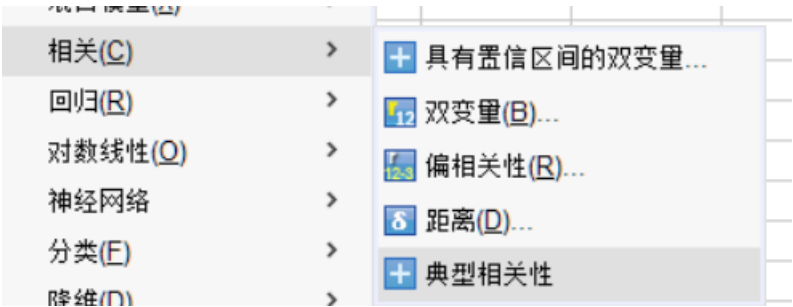 相关(C)
回归(R)
对数线性(O)
神经网络
分类(F)
降维(D)
具有置信区间的双变量...
双变量(B)...
偏相关性(R)...
距离(D)...
典型相关性